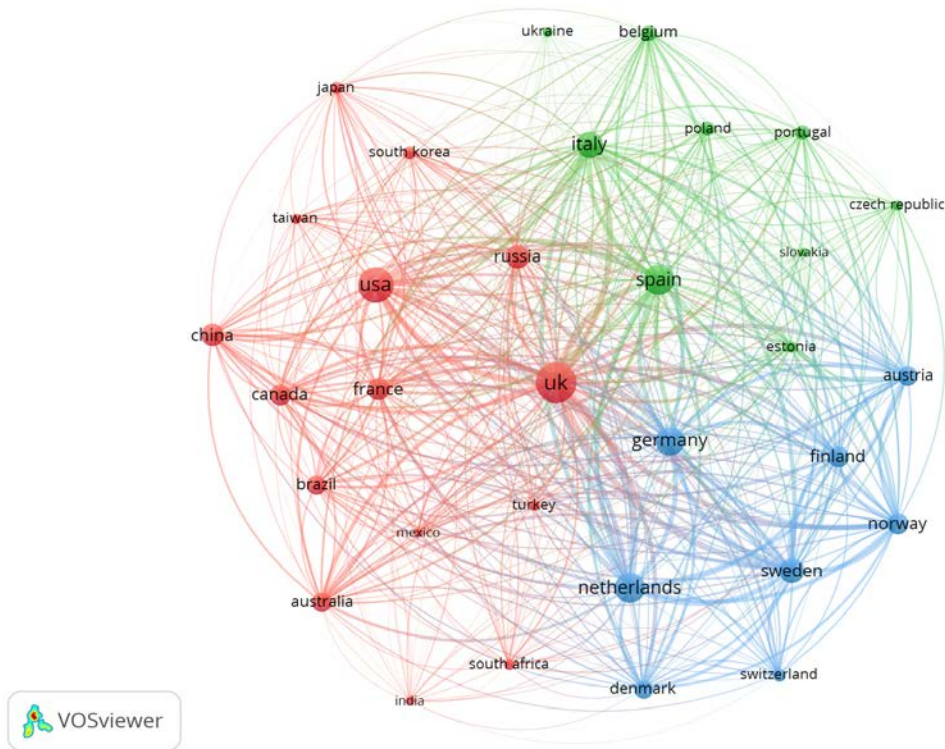 ukraine
belgium
japan
italy
poland
portugal
south korea
czech republic
taiwan
slovakia
russia
usa
spain
china
estonia
austria
uk
france
canada
germany
finland
brazil
turkey
norway
mexico
sweden
netherlands
australia
south africa
switzerland
denmark
india
VOSviewer